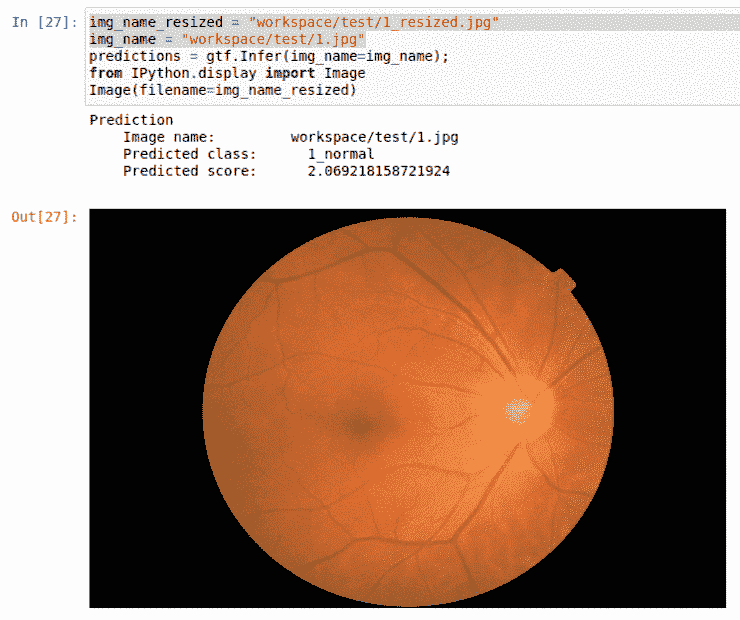 In [27]: img_name_resized = "workspace/test/1_resized.jpg"
img_name = "workspace/test/1.jpg"
predictions = gtf.Infer(img_name=img_name);
from IPython.display import Image
Image(filename=img_name_resized)
Prediction
Image name: workspace/test/1.jpg
Predicted class: 1_normal
Predicted score: 2.069218158721924
Out[27]: